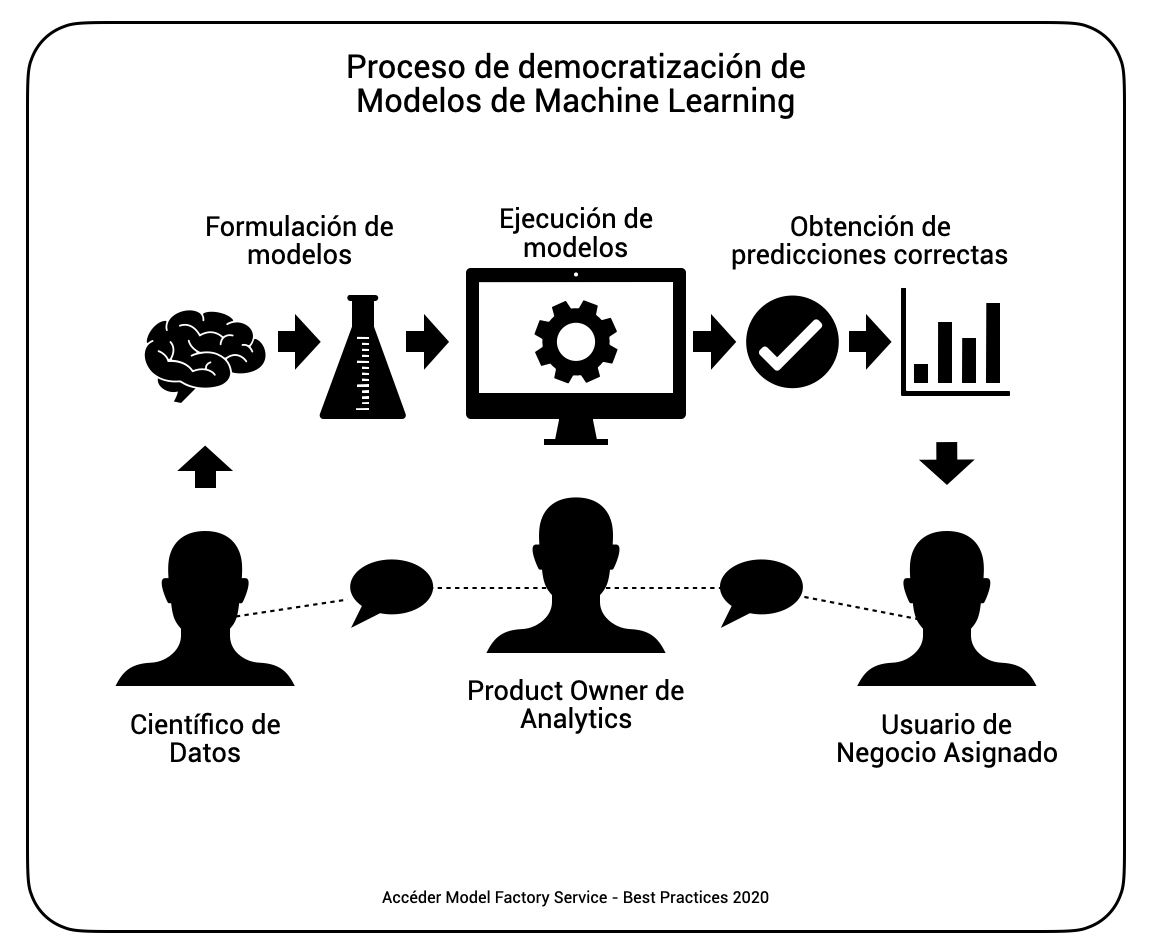 Proceso de democratización de
Modelos de Machine Learning
Formulación de
modelos
Ejecución de
modelos
Obtención de
predicciones correctas
Científico de
Datos
Product Owner de
Analytics
Usuario de
Negocio Asignado
Accéder Model Factory Service - Best Practices 2020